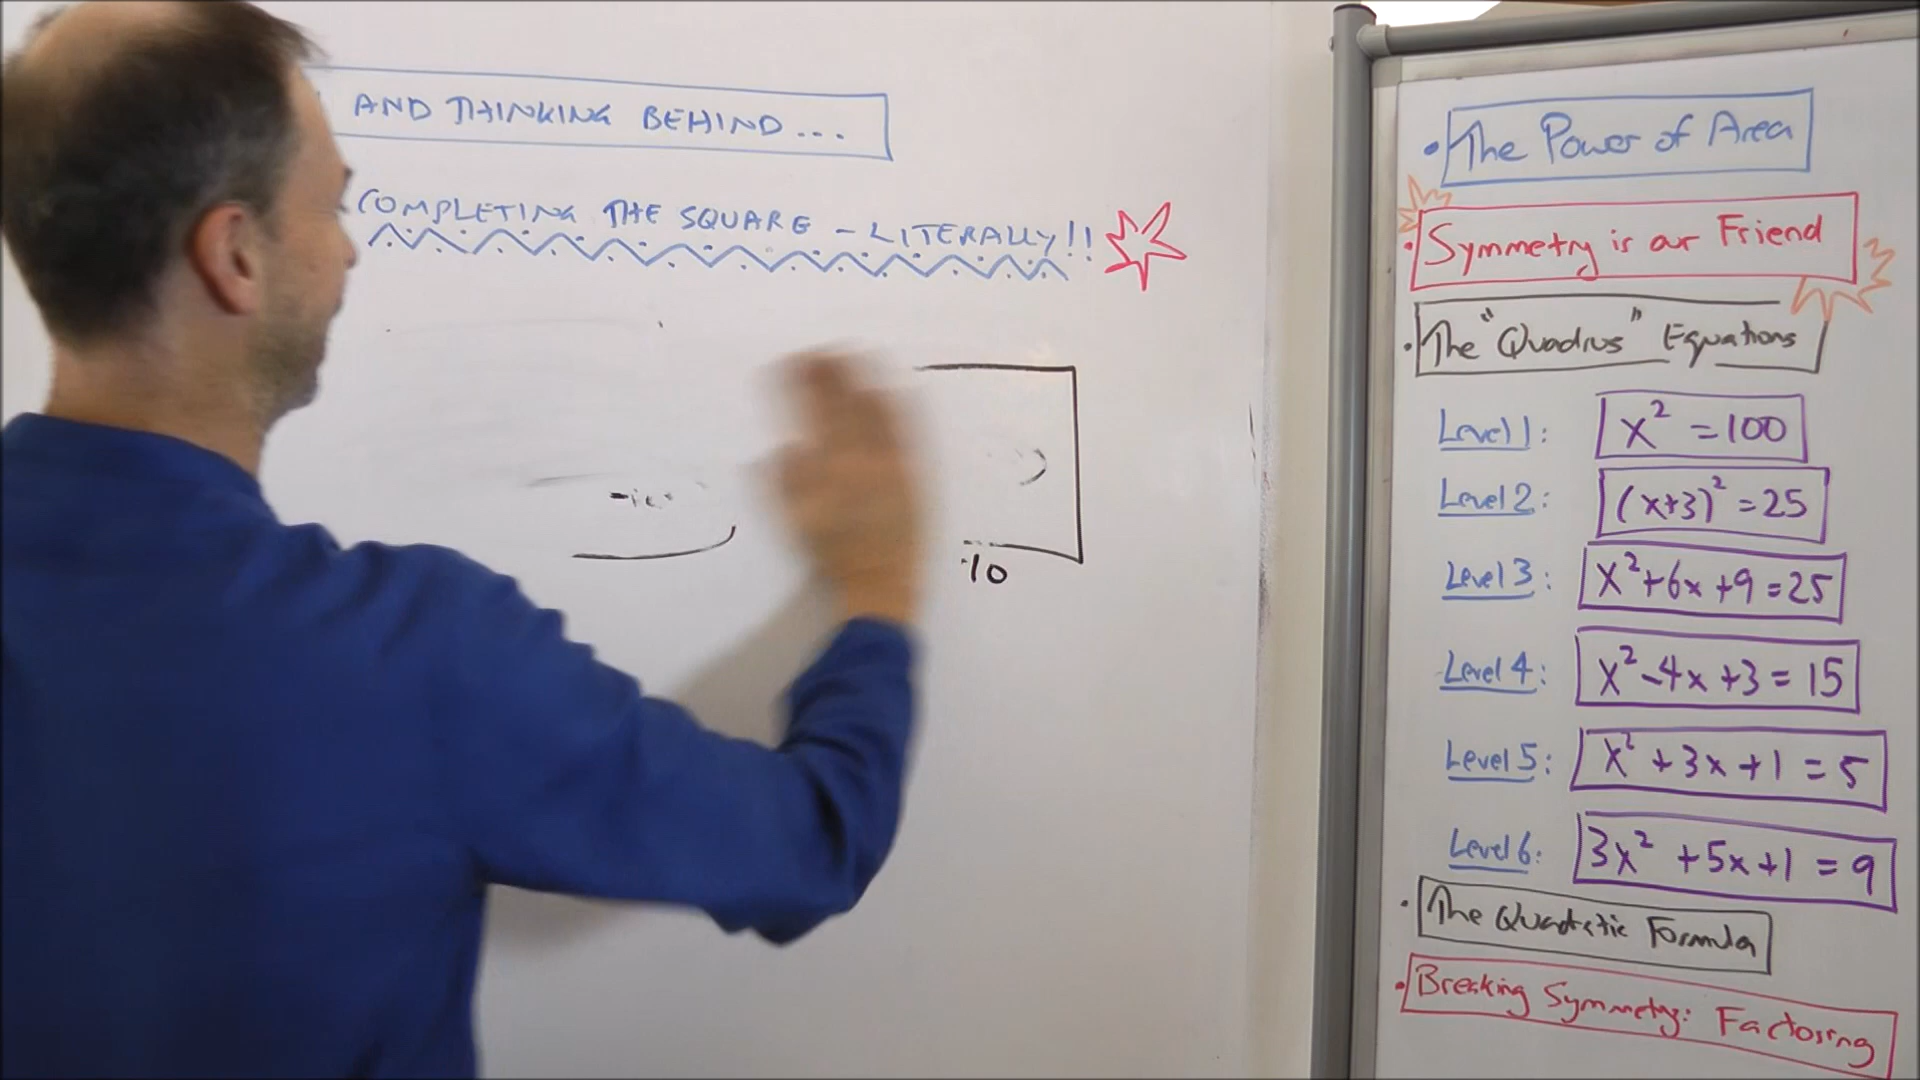 AND THINKING BEHIND...
COMPLETING THE SQUARE - LITERALLY!!
10
• The Power of Area
• Symmetry is our Friend
• The "Quadrus" Equations
Level 1: x² = 100
Level 2: (x+3)² = 25
Level 3: x²+6x+9=25
Level 4: x²-4x+3=15
Level 5: x²+3x+1=5
Level 6: 3x²+5x+1=9
• The Quadratic Formula
• Breaking Symmetry: Factoring